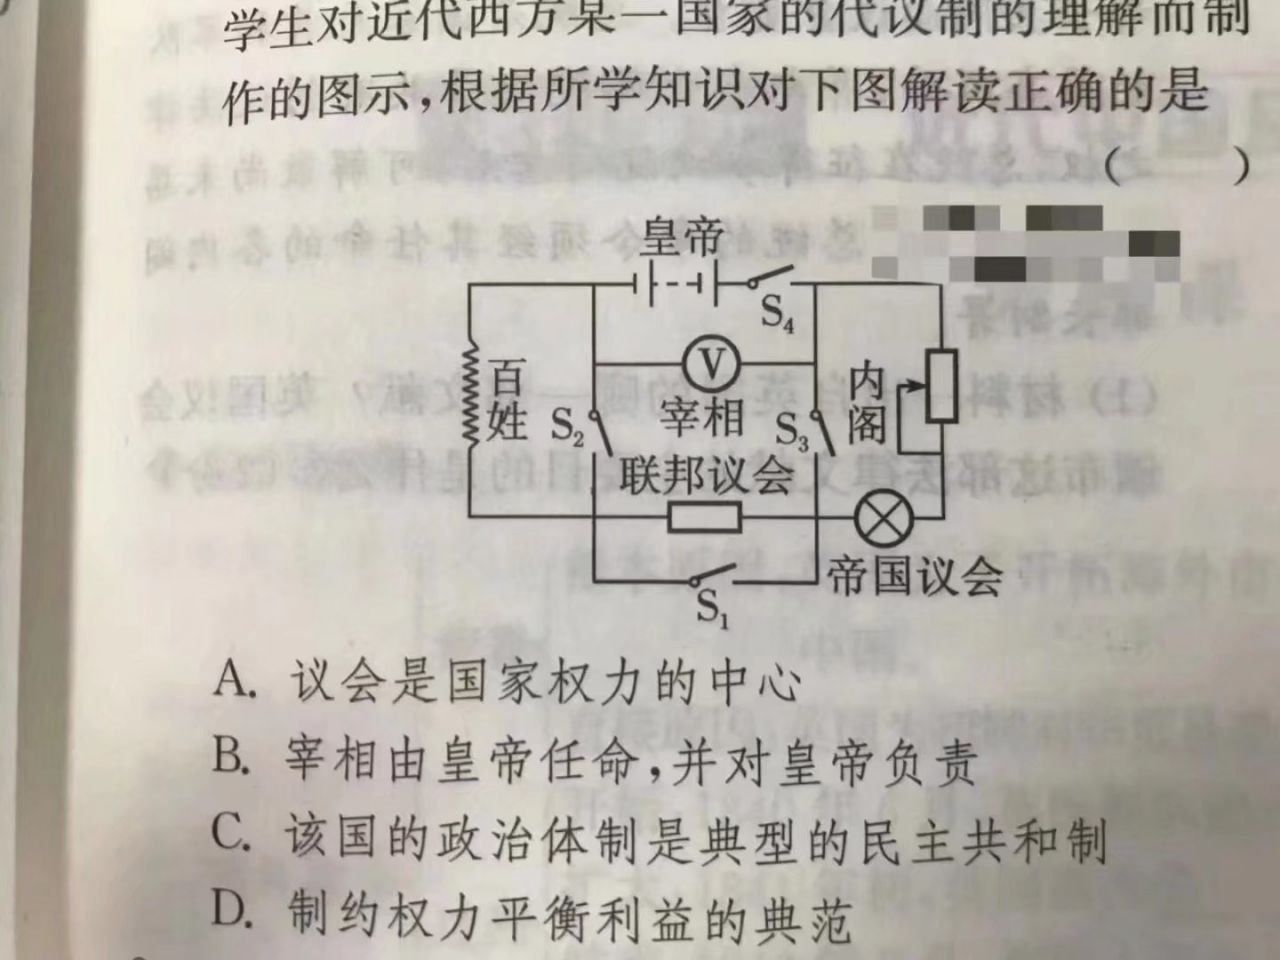 学生对近代西方某一国家的代议制的理解而制
作的图示,根据所学知识对下图解读正确的是
(    )
皇帝
S4
V
百姓
S2
宰相
S3
内阁
联邦议会
帝国议会
S1
A. 议会是国家权力的中心
B. 宰相由皇帝任命,并对皇帝负责
C. 该国的政治体制是典型的民主共和制
D. 制约权力平衡利益的典范